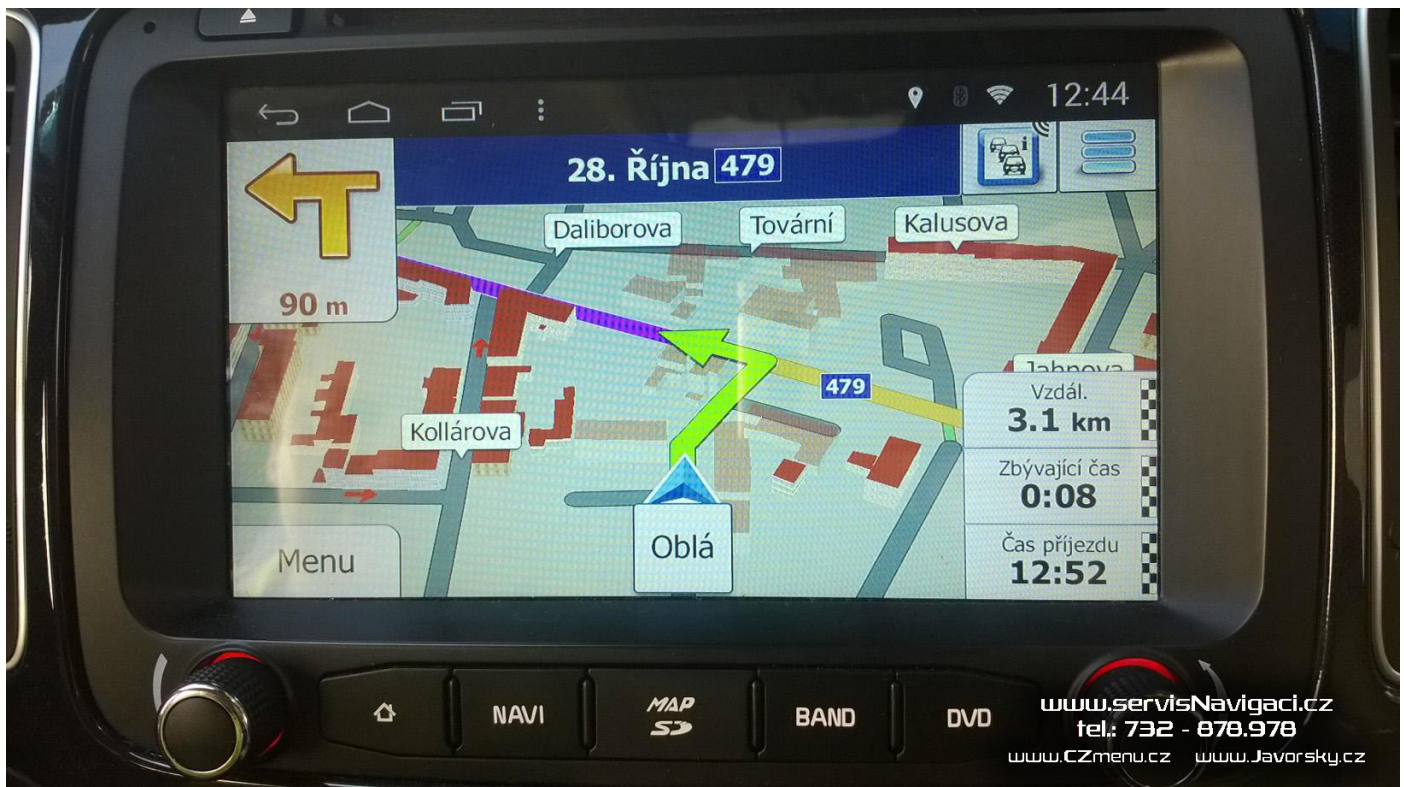 12:44
28. Října 479
90 m
Daliborova
Tovární
Kalusova
Jahnova
479
Kollárova
Vzdál.
3.1 km
Zbývající čas
0:08
Čas příjezdu
12:52
Oblá
Menu
NAVI
MAP
SD
BAND
DVD
www.servisNavigaci.cz
tel.: 732 - 878.978
www.CZmenu.cz www.Javorsky.cz